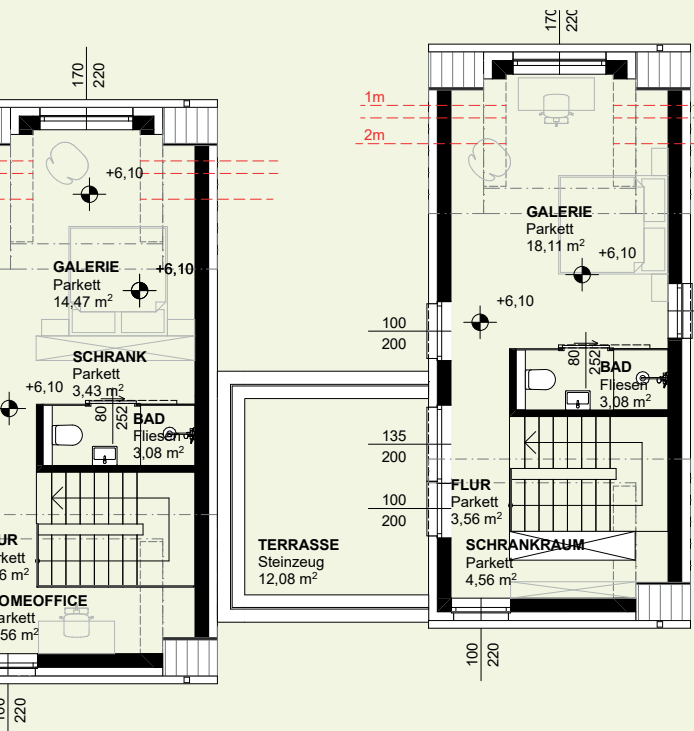 170
220
170
220
1m
2m
+6,10
GALERIE
Parkett
14,47 m²
+6,10
SCHRANK
Parkett
3,43 m²
+6,10
80
252
BAD
Fliesen
3,08 m²
GALERIE
Parkett
18,11 m²
+6,10
+6,10
100
200
80
252
BAD
Fliesen
3,08 m²
135
200
100
200
FLUR
Parkett
3,56 m²
SCHRANKRAUM
Parkett
4,56 m²
TERRASSE
Steinzeug
12,08 m²
UR
rkett
6 m²
OMEOFFICE
arkett
56 m²
100
220
100
220